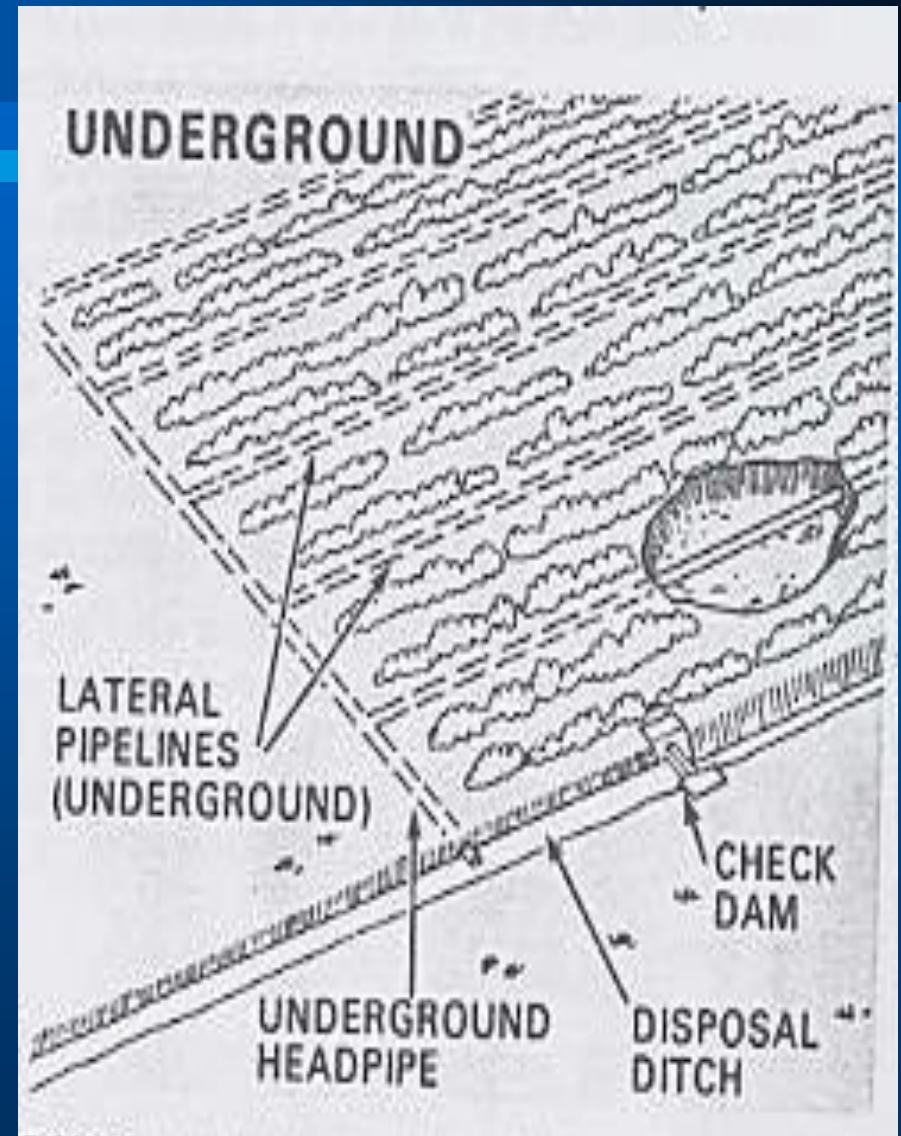 UNDERGROUND
LATERAL
PIPELINES
(UNDERGROUND)
CHECK
DAM
UNDERGROUND
HEADPIPE
DISPOSAL
DITCH